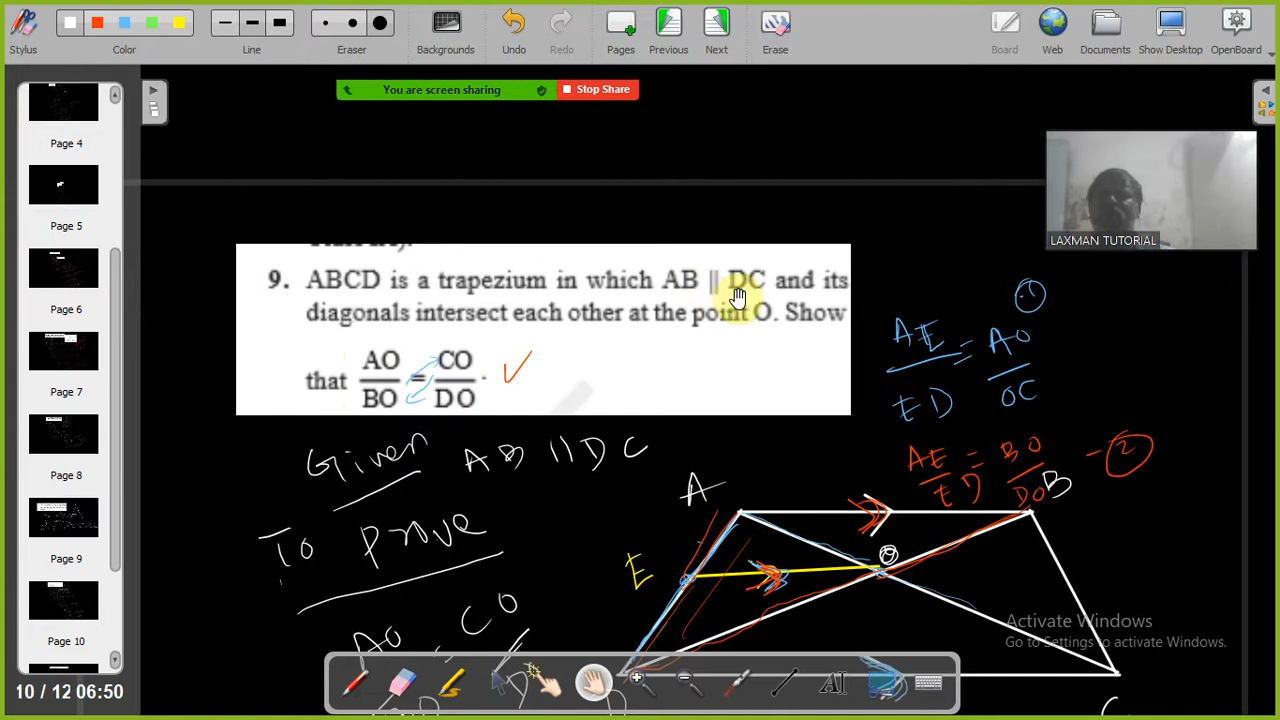 Stylus Color Line Eraser Backgrounds Undo Redo Pages Previous Next Erase Board Web Documents Show Desktop OpenBoard
You are screen sharing Stop Share
Page 4
Page 5
Page 6
Page 7
Page 8
Page 9
Page 10
10 / 12 06:50
LAXMAN TUTORIAL
9. ABCD is a trapezium in which AB || DC and its
diagonals intersect each other at the point O. Show
that AO/BO = CO/DO .
Given AB || DC
To prove
AO = CO
AE/ED = AO/OC 1
AE/ED = BO/DO - 2
A
B
E
O
D
C
Activate Windows
Go to Settings to activate Windows.